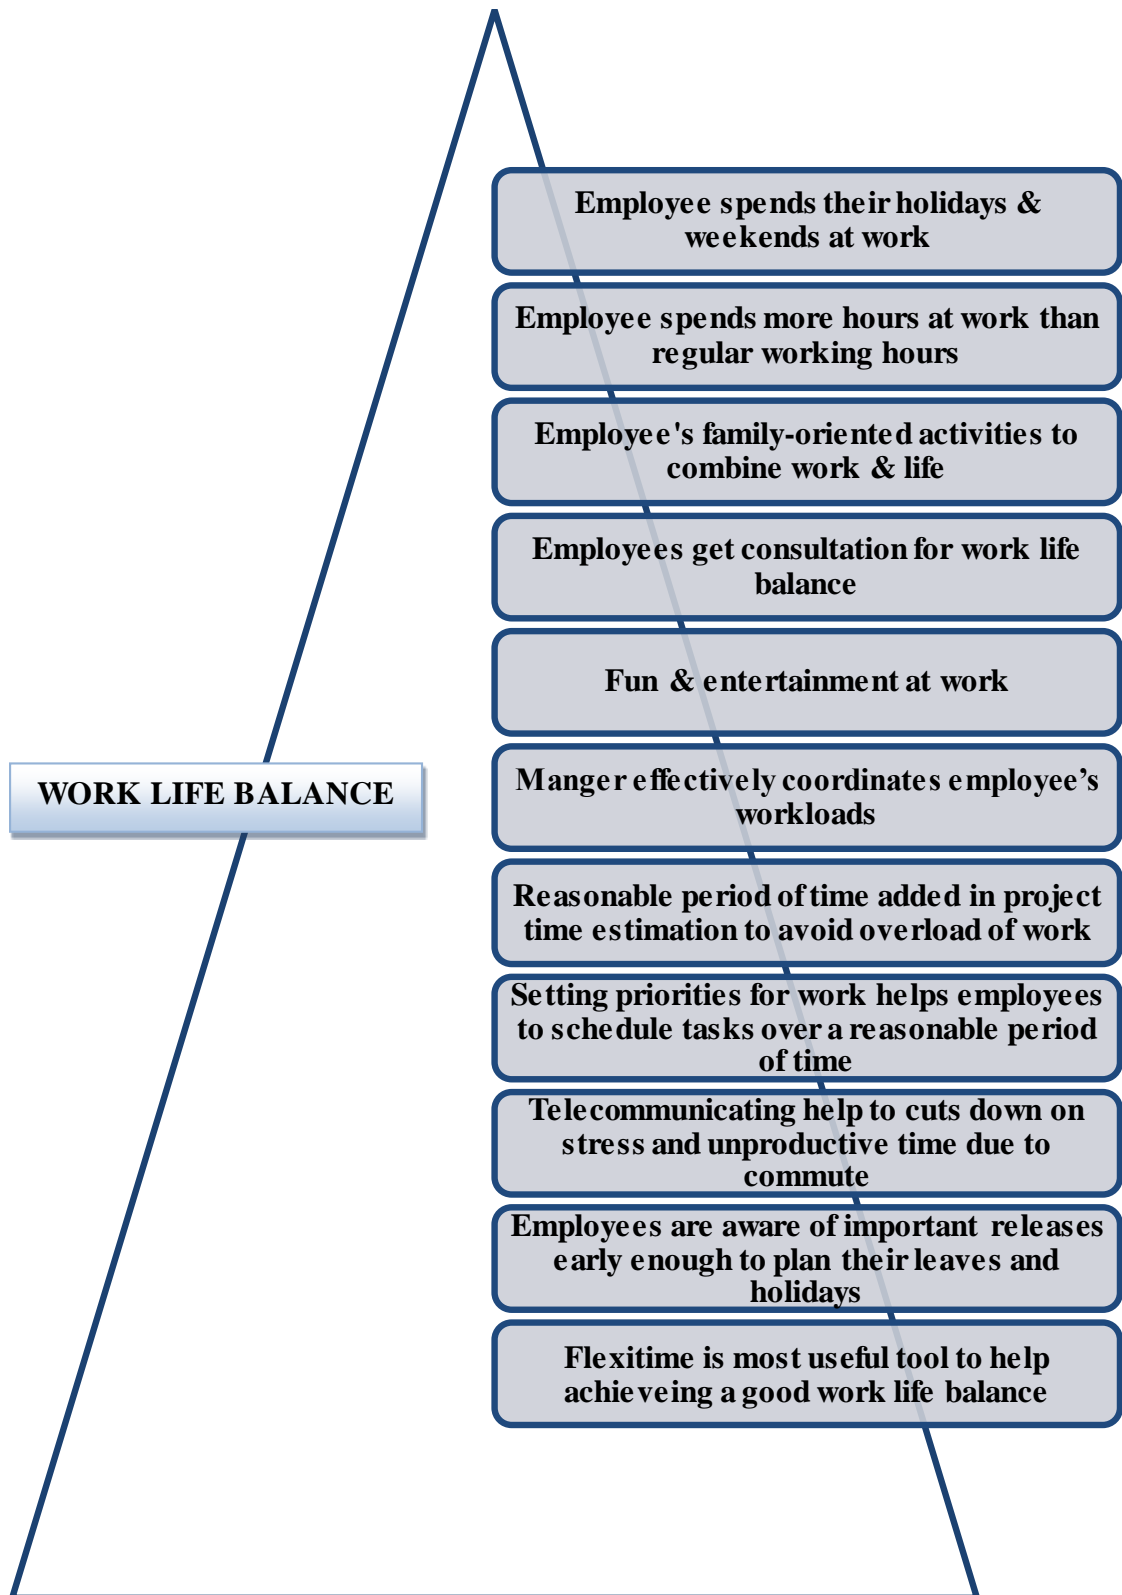 Employee spends their holidays &
weekends at work
Employee spends more hours at work than
regular working hours
Employee's family-oriented activities to
combine work & life
Employees get consultation for work life
balance
Fun & entertainment at work
WORK LIFE BALANCE
Manger effectively coordinates employee’s
workloads
Reasonable period of time added in project
time estimation to avoid overload of work
Setting priorities for work helps employees
to schedule tasks over a reasonable period
of time
Telecommunicating help to cuts down on
stress and unproductive time due to
commute
Employees are aware of important releases
early enough to plan their leaves and
holidays
Flexitime is most useful tool to help
achieveing a good work life balance